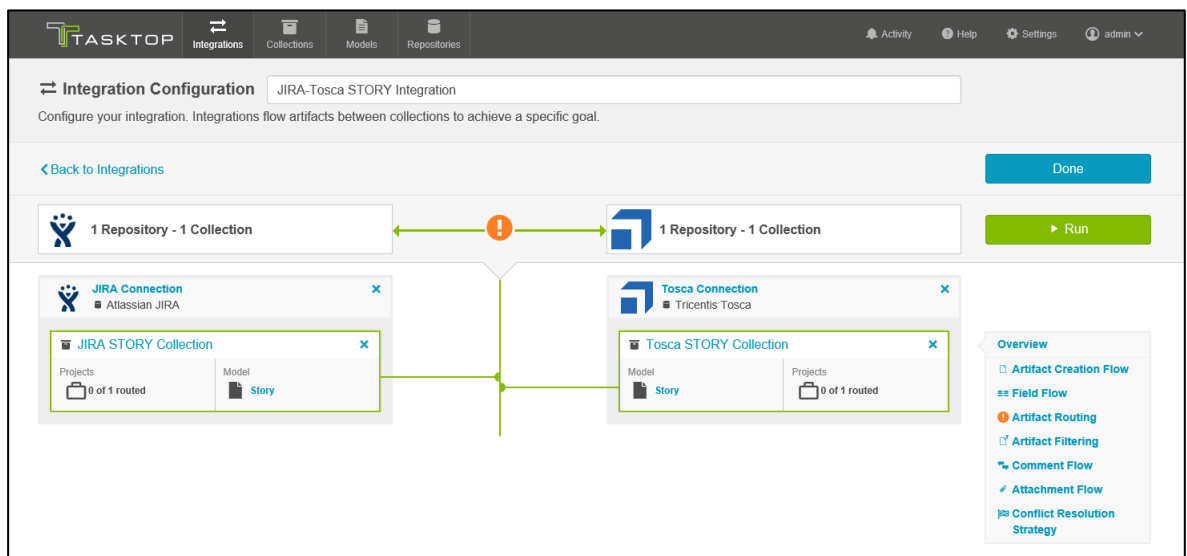 TASKTOP
Integrations
Collections
Models
Repositories
Activity
Help
Settings
admin
Integration Configuration
JIRA-Tosca STORY Integration
Configure your integration. Integrations flow artifacts between collections to achieve a specific goal.
Back to Integrations
Done
1 Repository - 1 Collection
1 Repository - 1 Collection
Run
JIRA Connection
Atlassian JIRA
Tosca Connection
Tricentis Tosca
JIRA STORY Collection
Projects
0 of 1 routed
Model
Story
Tosca STORY Collection
Model
Story
Projects
0 of 1 routed
Overview
Artifact Creation Flow
Field Flow
Artifact Routing
Artifact Filtering
Comment Flow
Attachment Flow
Conflict Resolution
Strategy